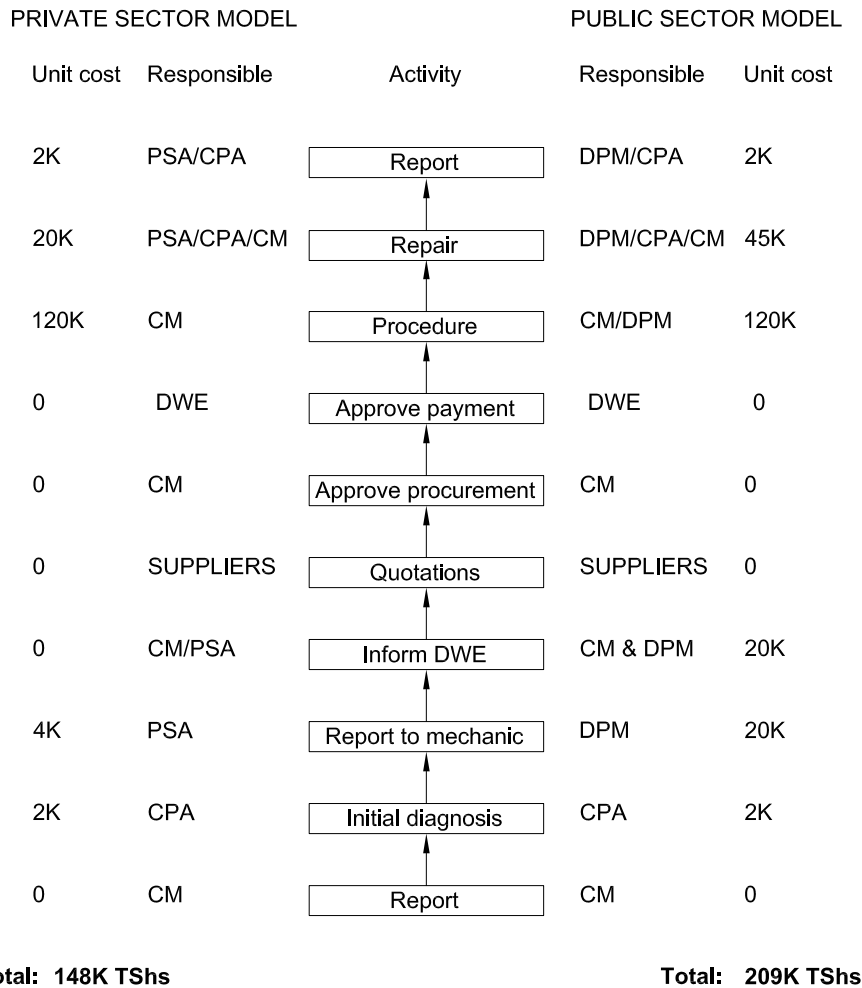 PRIVATE SECTOR MODEL PUBLIC SECTOR MODEL
Unit cost Responsible Activity Responsible Unit cost
2K PSA/CPA Report DPM/CPA 2K
20K PSA/CPA/CM Repair DPM/CPA/CM 45K
120K CM Procedure CM/DPM 120K
0 DWE Approve payment DWE 0
0 CM Approve procurement CM 0
0 SUPPLIERS Quotations SUPPLIERS 0
0 CM/PSA Inform DWE CM & DPM 20K
4K PSA Report to mechanic DPM 20K
2K CPA Initial diagnosis CPA 2K
0 CM Report CM 0
otal: 148K TShs Total: 209K TShs